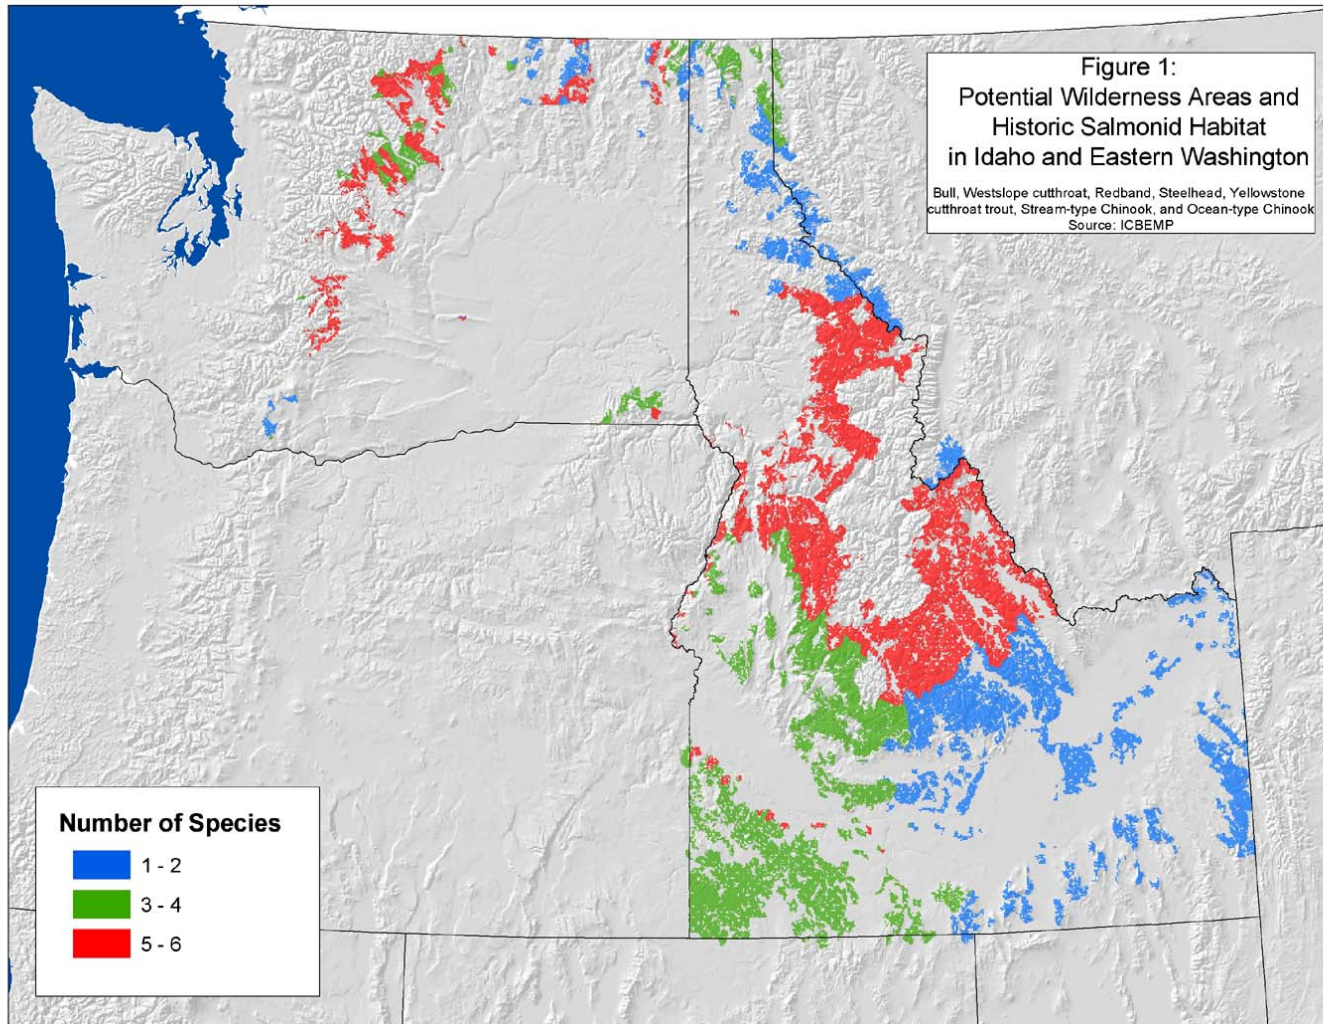 Figure 1:
Potential Wilderness Areas and
Historic Salmonid Habitat
in Idaho and Eastern Washington
Bull, Westslope cutthroat, Redband, Steelhead, Yellowstone
cutthroat trout, Stream-type Chinook, and Ocean-type Chinook
Source: ICBEMP
Number of Species
1 - 2
3 - 4
5 - 6